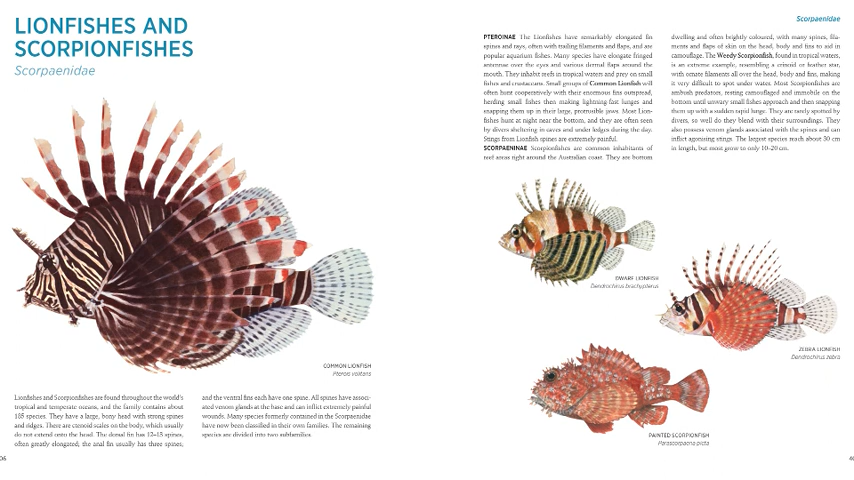 LIONFISHES AND
SCORPIONFISHES
Scorpaenidae
COMMON LIONFISH
Pterois volitans
Lionfishes and Scorpionfishes are found throughout the world's
tropical and temperate oceans, and the family contains about
185 species. They have a large, bony head with strong spines
and ridges. There are ctenoid scales on the body, which usually
do not extend onto the head. The dorsal fin has 12–15 spines,
often greatly elongated, the anal fin usually has three spines,
and the ventral fins each have one spine. All spines have associ-
ated venom glands at the base and can inflict extremely painful
wounds. Many species formerly contained in the Scorpaenidae
have now been classified in their own families. The remaining
species are divided into two subfamilies.
06
Scorpaenidae
PTEROINAE The Lionfishes have remarkably elongated fin
spines and rays, often with trailing filaments and flaps, and are
popular aquarium fishes. Many species have elongate fringed
antennae over the eyes and various dermal flaps around the
mouth. They inhabit reefs in tropical waters and prey on small
fishes and crustaceans. Small groups of Common Lionfish will
often hunt cooperatively with their enormous fins outspread,
herding small fishes then making lightning-fast lunges and
snapping them up in their large, protrusible jaws. Most Lion-
fishes hunt at night near the bottom, and they are often seen
by divers sheltering in caves and under ledges during the day.
Stings from Lionfish spines are extremely painful.
SCORPAENINAE Scorpionfishes are common inhabitants of
reef areas right around the Australian coast. They are bottom
dwelling and often brightly coloured, with many spines, fila-
ments and flaps of skin on the head, body and fins to aid in
camouflage. The Weedy Scorpionfish, found in tropical waters,
is an extreme example, resembling a crinoid or feather star,
with ornate filaments all over the head, body and fins, making
it very difficult to spot under water. Most Scorpionfishes are
ambush predators, resting camouflaged and immobile on the
bottom until unwary small fishes approach and then snapping
them up with a sudden rapid lunge. They are rarely spotted by
divers, so well do they blend with their surroundings. They
also possess venom glands associated with the spines and can
inflict agonising stings. The largest species reach about 50 cm
in length, but most grow to only 10–20 cm.
DWARF LIONFISH
Dendrochirus brachypterus
ZEBRA LIONFISH
Dendrochirus zebra
PAINTED SCORPIONFISH
Parascorpaena picta